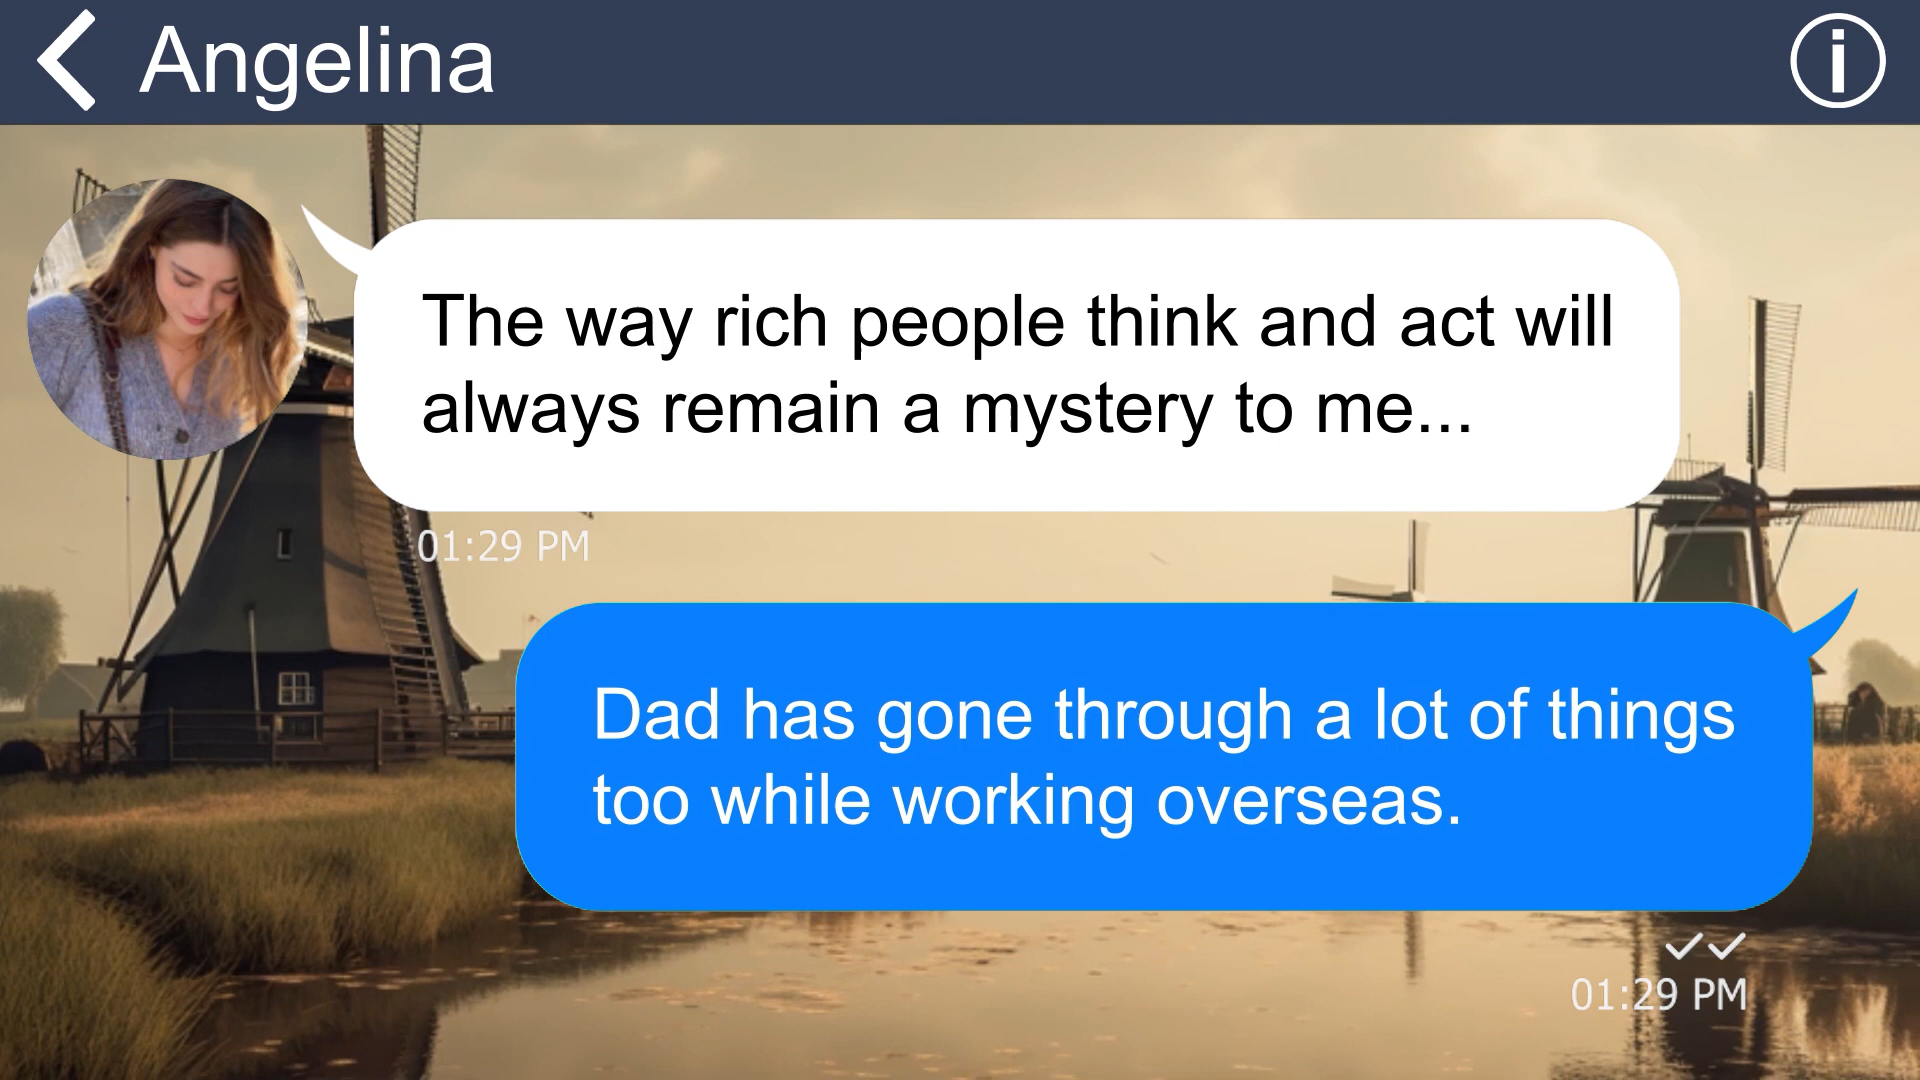 Angelina
The way rich people think and act will
always remain a mystery to me...
01:29 PM
Dad has gone through a lot of things
too while working overseas.
01:29 PM